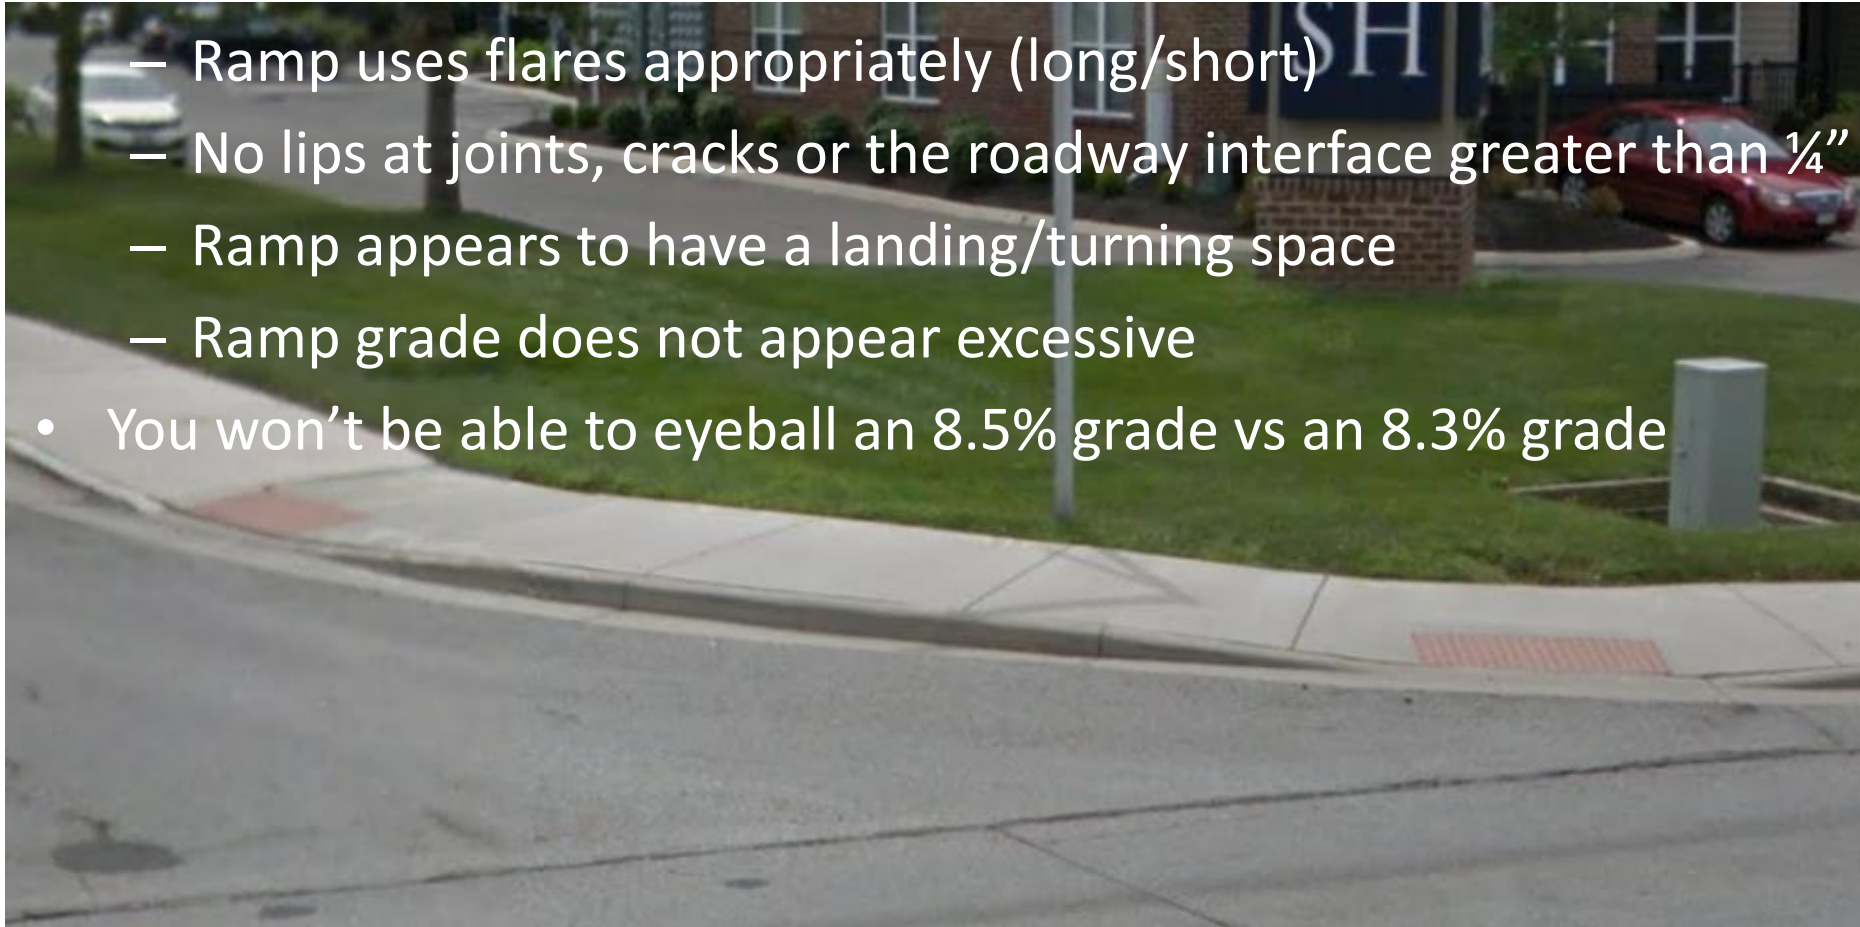 SH
– Ramp uses flares appropriately (long/short)
– No lips at joints, cracks or the roadway interface greater than ¼”
– Ramp appears to have a landing/turning space
– Ramp grade does not appear excessive
• You won’t be able to eyeball an 8.5% grade vs an 8.3% grade